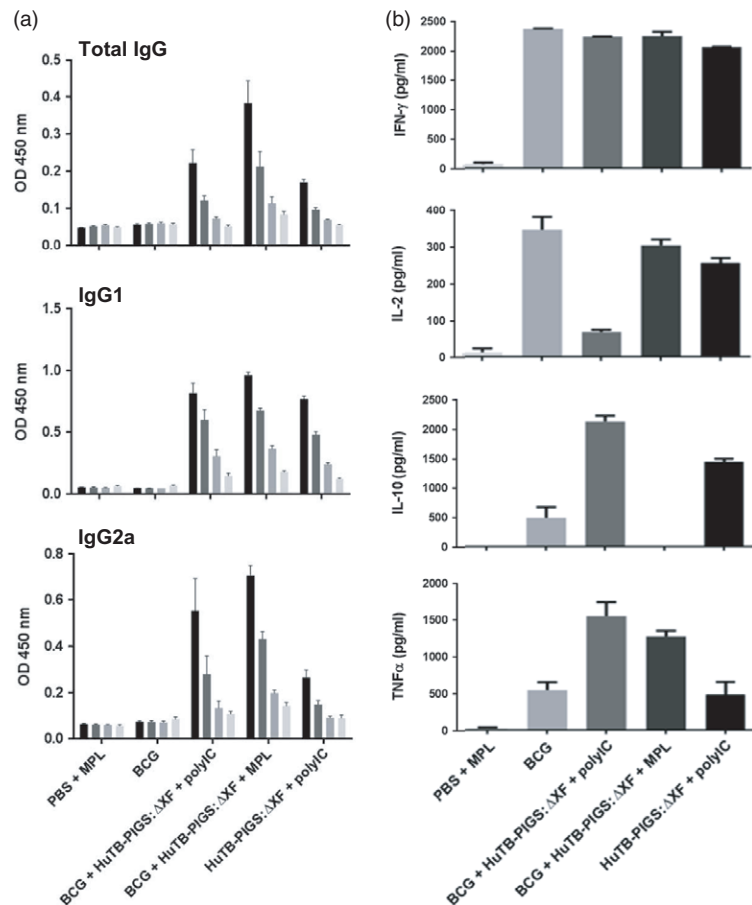 (a)
Total IgG
OD 450 nm
0.5
0.4
0.3
0.2
0.1
0.0
IgG1
OD 450 nm
1.5
1.0
0.5
0.0
IgG2a
OD 450 nm
0.8
0.6
0.4
0.2
0.0
PBS + MPL
BCG
BCG + HuTB-PIGS:ΔXF + polyIC
BCG + HuTB-PIGS:ΔXF + MPL
HuTB-PIGS:ΔXF + polyIC
(b)
IFN-γ (pg/ml)
2500
2000
1500
1000
500
0
IL-2 (pg/ml)
400
300
200
100
0
IL-10 (pg/ml)
2500
2000
1500
1000
500
0
TNFα (pg/ml)
2000
1500
1000
500
0
PBS + MPL
BCG
BCG + HuTB-PIGS:ΔXF + polyIC
BCG + HuTB-PIGS:ΔXF + MPL
HuTB-PIGS:ΔXF + polyIC